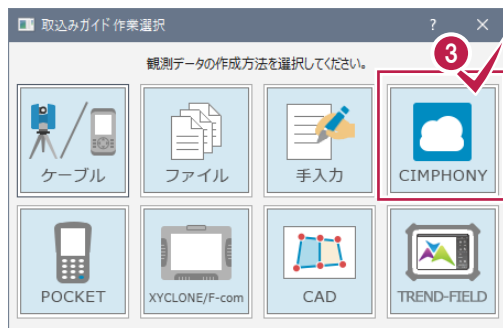 取込みガイド 作業選択
? ×
3
観測データの作成方法を選択してください。
ケーブル ファイル 手入力 CIMPHONY
POCKET XYCLONE/F-com CAD TREND-FIELD